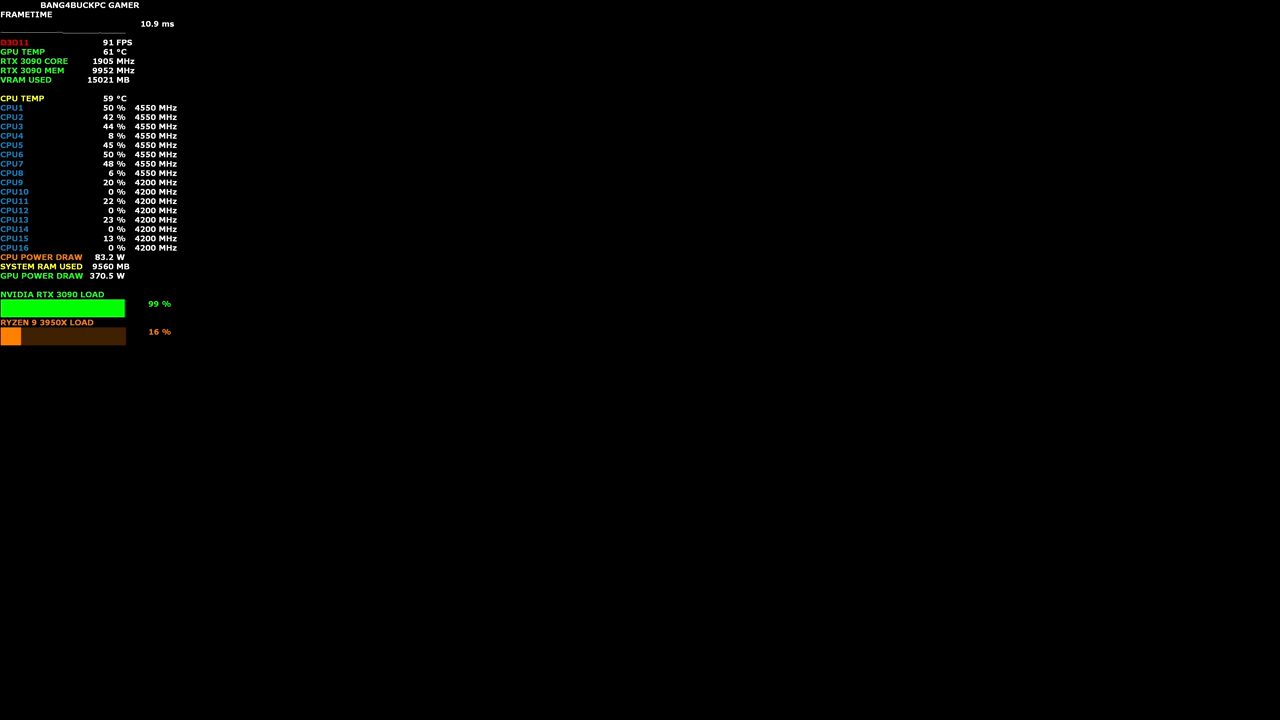 BANG4BUCKPC GAMER
FRAMETIME
10.9 ms
D3D11 91 FPS
GPU TEMP 61 °C
RTX 3090 CORE 1905 MHz
RTX 3090 MEM 9952 MHz
VRAM USED 15021 MB
CPU TEMP 59 °C
CPU1 50 % 4550 MHz
CPU2 42 % 4550 MHz
CPU3 44 % 4550 MHz
CPU4 8 % 4550 MHz
CPU5 45 % 4550 MHz
CPU6 50 % 4550 MHz
CPU7 48 % 4550 MHz
CPU8 6 % 4550 MHz
CPU9 20 % 4200 MHz
CPU10 0 % 4200 MHz
CPU11 22 % 4200 MHz
CPU12 0 % 4200 MHz
CPU13 23 % 4200 MHz
CPU14 0 % 4200 MHz
CPU15 13 % 4200 MHz
CPU16 0 % 4200 MHz
CPU POWER DRAW 83.2 W
SYSTEM RAM USED 9560 MB
GPU POWER DRAW 370.5 W
NVIDIA RTX 3090 LOAD
99 %
RYZEN 9 3950X LOAD
16 %